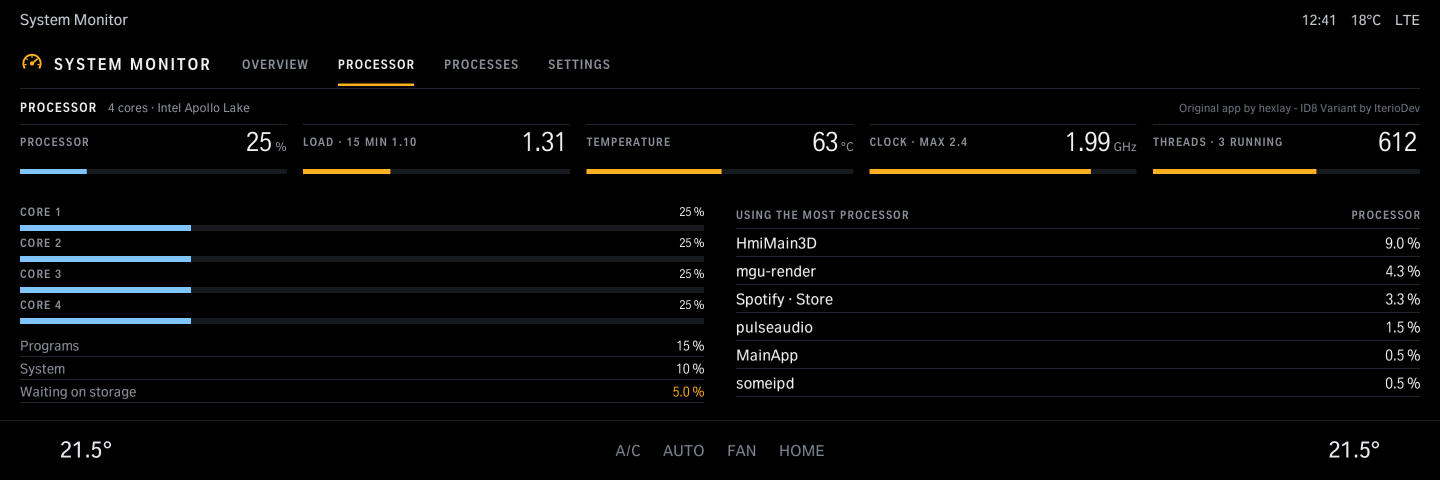 System Monitor 12:41 18°C LTE
SYSTEM MONITOR OVERVIEW PROCESSOR PROCESSES SETTINGS
PROCESSOR 4 cores · Intel Apollo Lake Original app by hexlay - ID8 Variant by IterioDev
PROCESSOR 25 % LOAD · 15 MIN 1.10 1.31 TEMPERATURE 63 °C CLOCK · MAX 2.4 1.99 GHz THREADS · 3 RUNNING 612
CORE 1 25 %
CORE 2 25 %
CORE 3 25 %
CORE 4 25 %
Programs 15 %
System 10 %
Waiting on storage 5.0 %
USING THE MOST PROCESSOR PROCESSOR
HmiMain3D 9.0 %
mgu-render 4.3 %
Spotify · Store 3.3 %
pulseaudio 1.5 %
MainApp 0.5 %
someipd 0.5 %
21.5° A/C AUTO FAN HOME 21.5°